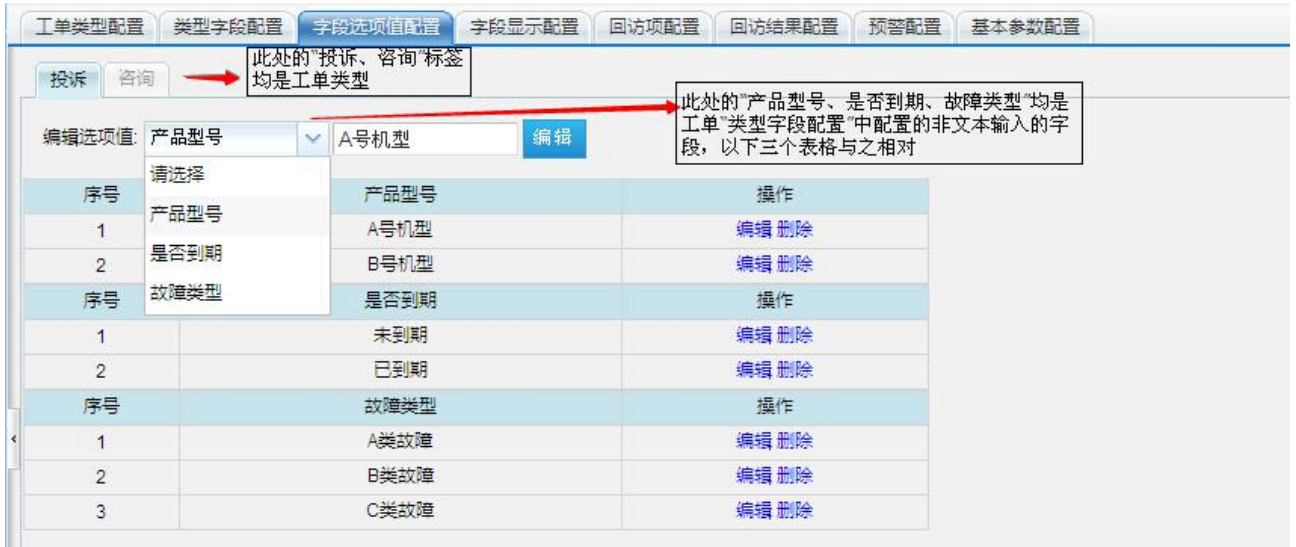 工单类型配置 类型字段配置 字段选项值配置 字段显示配置 回访项配置 回访结果配置 预警配置 基本参数配置
投诉 咨询
此处的"投诉、咨询"标签
均是工单类型
此处的"产品型号、是否到期、故障类型"均是
工单"类型字段配置"中配置的非文本输入的字
段，以下三个表格与之相对
编辑选项值: 产品型号 A号机型 编辑
请选择
产品型号
是否到期
故障类型
序号 产品型号 操作
1 A号机型 编辑 删除
2 B号机型 编辑 删除
序号 是否到期 操作
1 未到期 编辑 删除
2 已到期 编辑 删除
序号 故障类型 操作
1 A类故障 编辑 删除
2 B类故障 编辑 删除
3 C类故障 编辑 删除